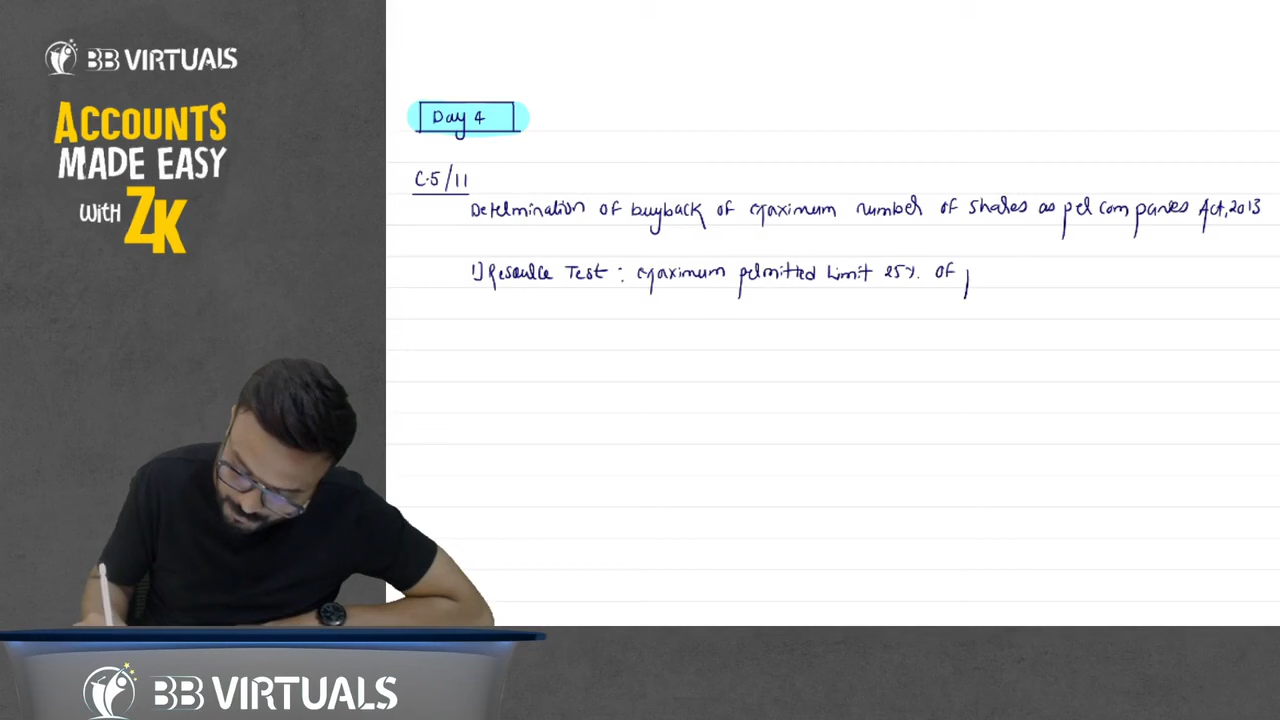 BB VIRTUALS
ACCOUNTS
MADE EASY
WITH ZK
Day 4
C.5/11
Determination of buyback of maximum number of shares as per companies Act, 2013
1) Resource Test : maximum permitted Limit 25%. of
BB VIRTUALS